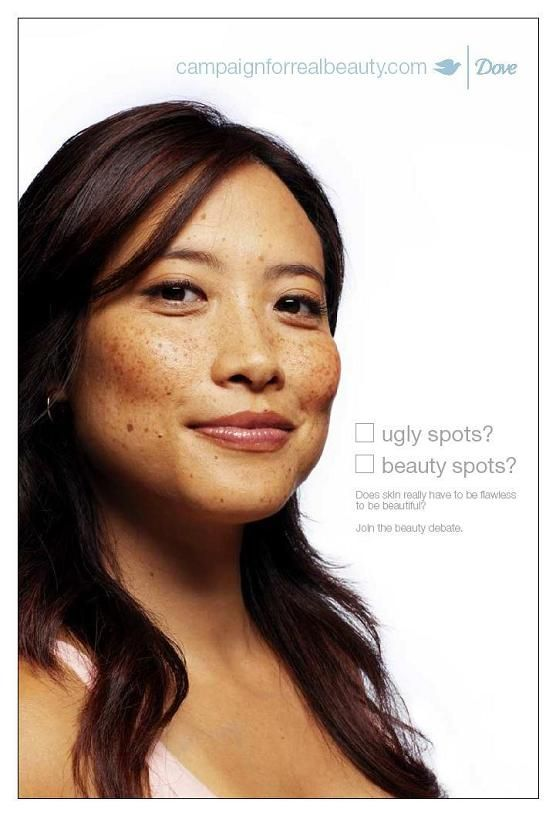 campaignforrealbeauty.com Dove
ugly spots?
beauty spots?
Does skin really have to be flawless
to be beautiful?
Join the beauty debate.